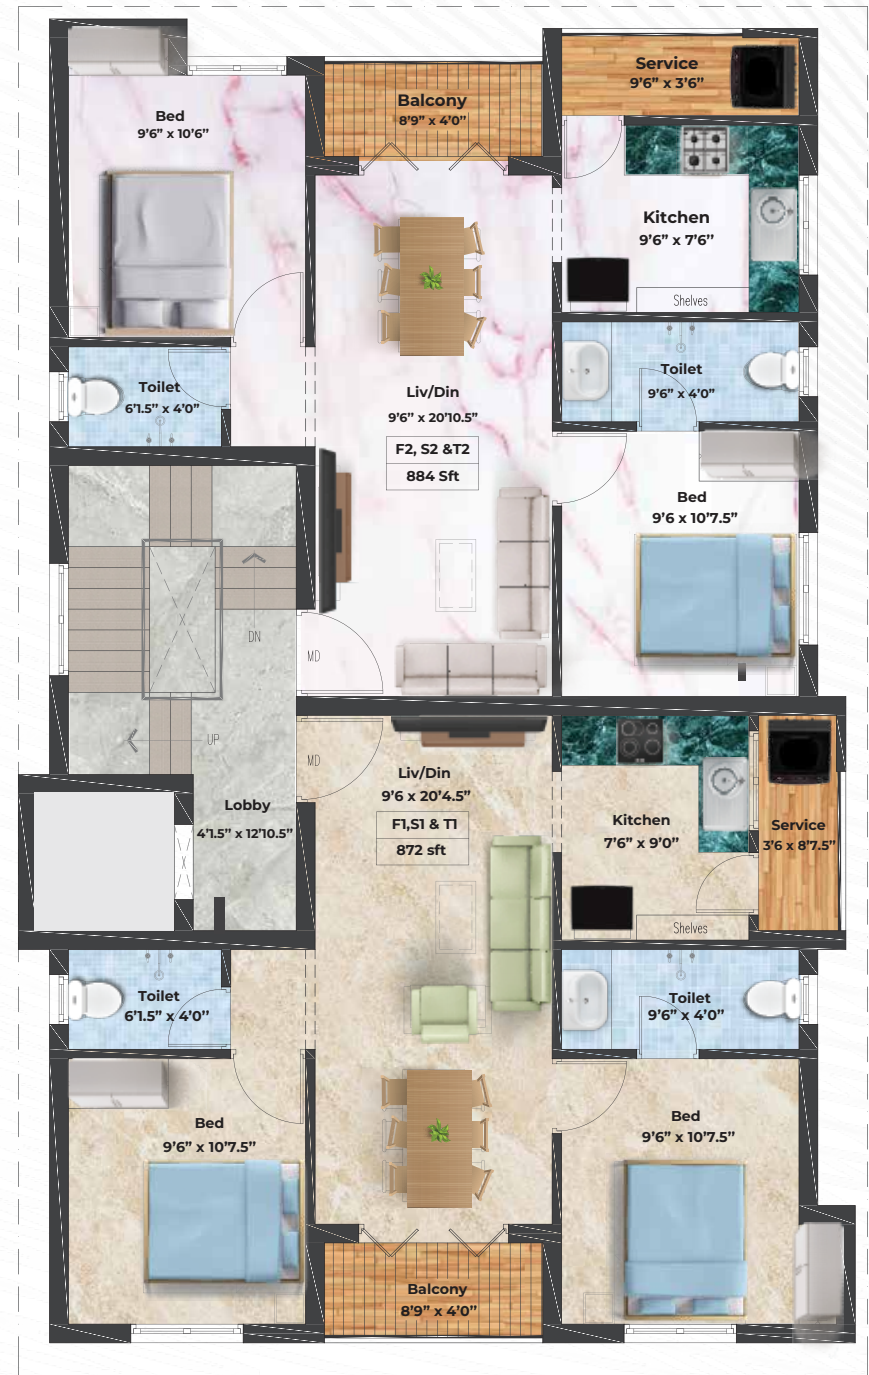 Service
9'6” x 3'6”
Balcony
8'9” x 4'0”
Bed
9'6” x 10'6”
Kitchen
9'6” x 7'6”
Shelves
Toilet
6'1.5” x 4'0”
Toilet
9'6” x 4'0”
Liv/Din
9'6” x 20'10.5”
F2, S2 &T2
884 Sft
Bed
9'6 x 10'7.5”
DN
MD
UP
MD
Liv/Din
9'6 x 20'4.5”
F1,S1 & T1
872 sft
Lobby
4'1.5” x 12'10.5”
Kitchen
7'6” x 9'0”
Service
3'6 x 8'7.5”
Shelves
Toilet
6'1.5” x 4'0”
Toilet
9'6” x 4'0”
Bed
9'6” x 10'7.5”
Bed
9'6” x 10'7.5”
Balcony
8'9” x 4'0”